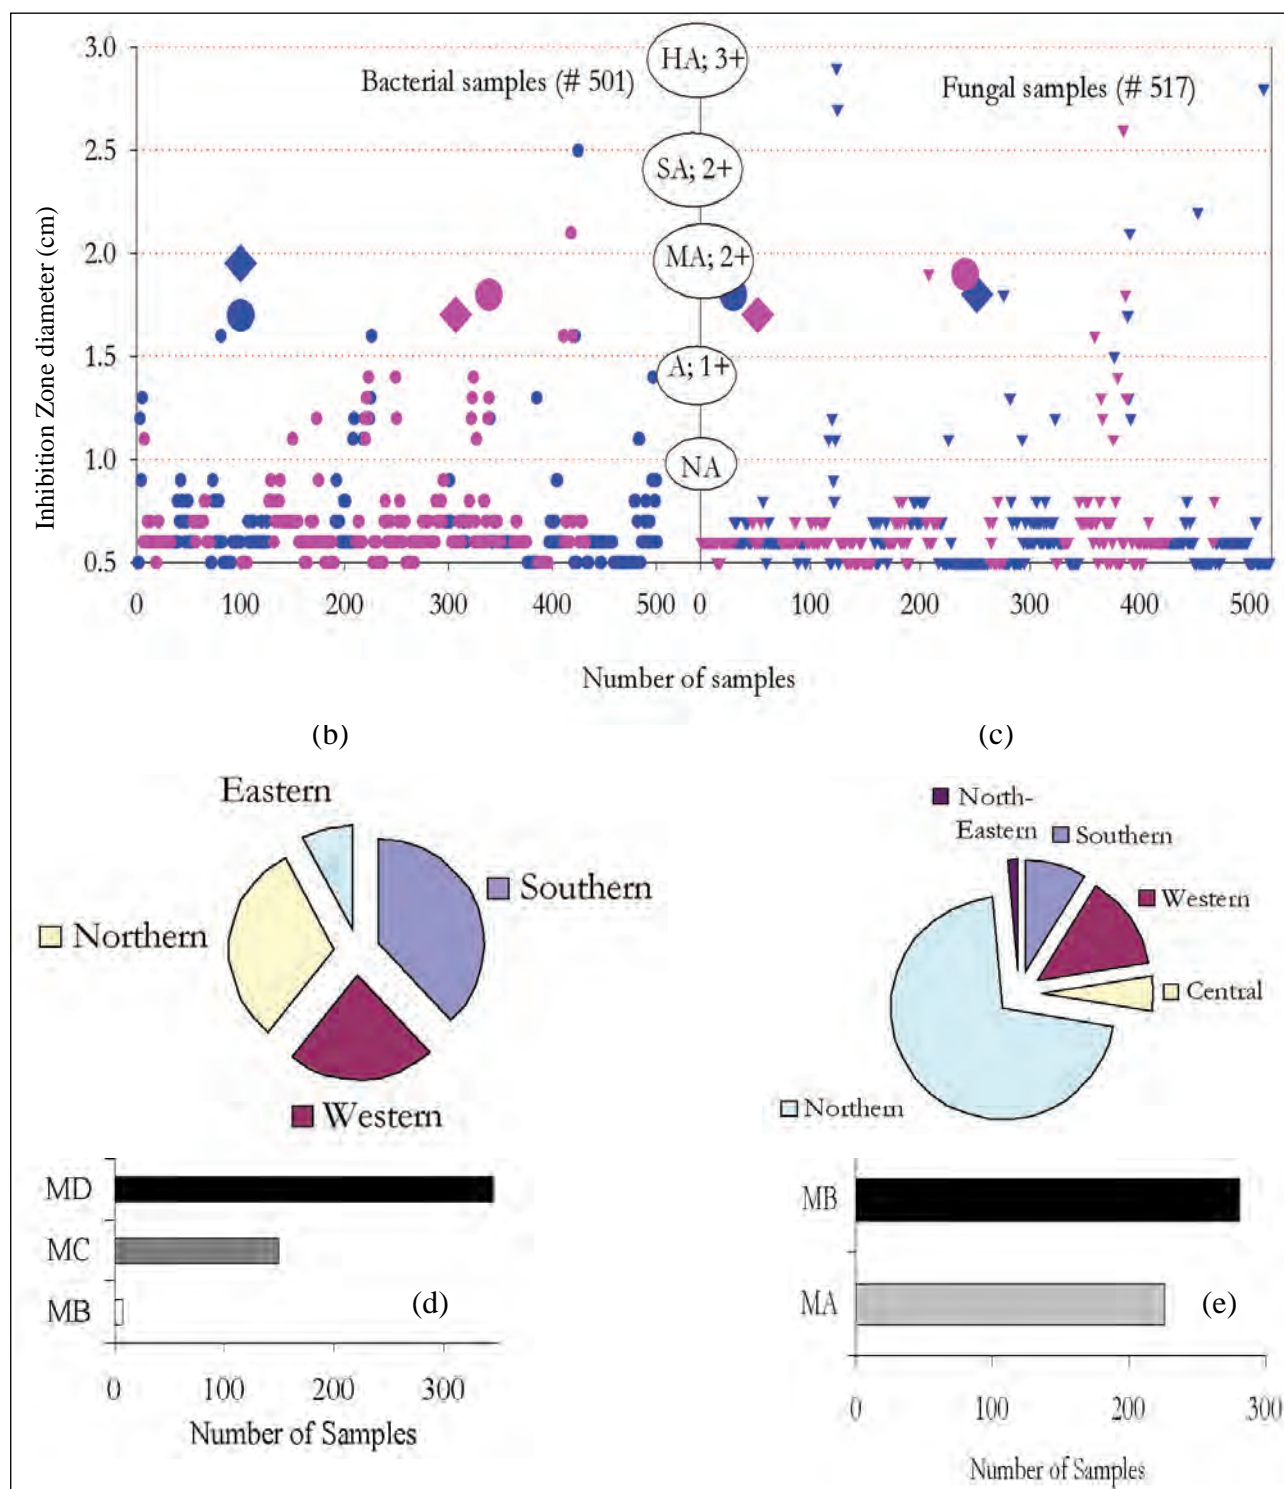 3.0
2.5
2.0
1.5
1.0
0.5
Inhibition Zone diameter (cm)
Bacterial samples (# 501)
HA; 3+
SA; 2+
MA; 2+
A; 1+
NA
Fungal samples (# 517)
0 100 200 300 400 500 0 100 200 300 400 500
Number of samples
(b)
(c)
Eastern
Southern
Northern
Western
North-
Eastern
Southern
Western
Central
Northern
MD
MC
MB
(d)
0 100 200 300
Number of Samples
MB
MA
(e)
0 100 200 300
Number of Samples